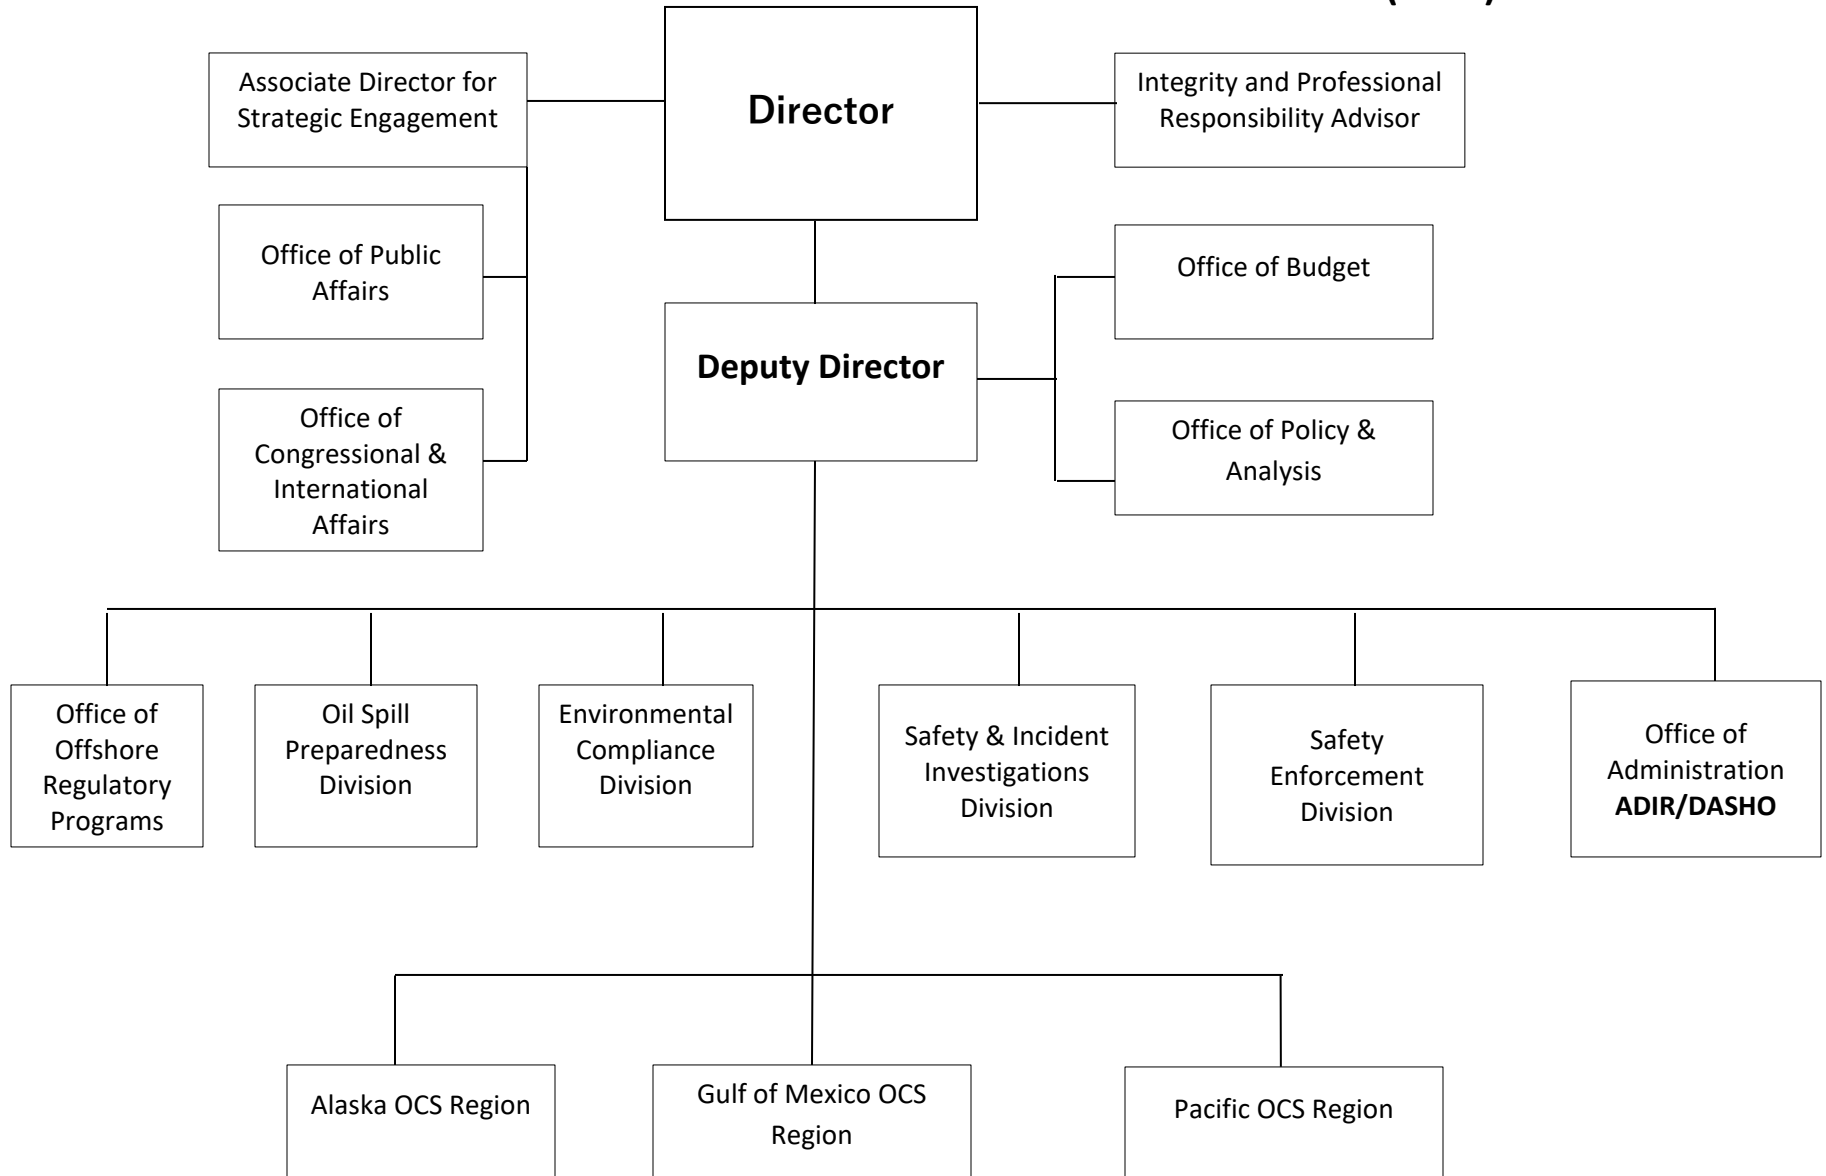 Associate Director for
Strategic Engagement
Director
Integrity and Professional
Responsibility Advisor
Office of Public
Affairs
Office of Budget
Deputy Director
Office of
Congressional &
International
Affairs
Office of Policy &
Analysis
Office of
Offshore
Regulatory
Programs
Oil Spill
Preparedness
Division
Environmental
Compliance
Division
Safety & Incident
Investigations
Division
Safety
Enforcement
Division
Office of
Administration
ADIR/DASHO
Alaska OCS Region
Gulf of Mexico OCS
Region
Pacific OCS Region